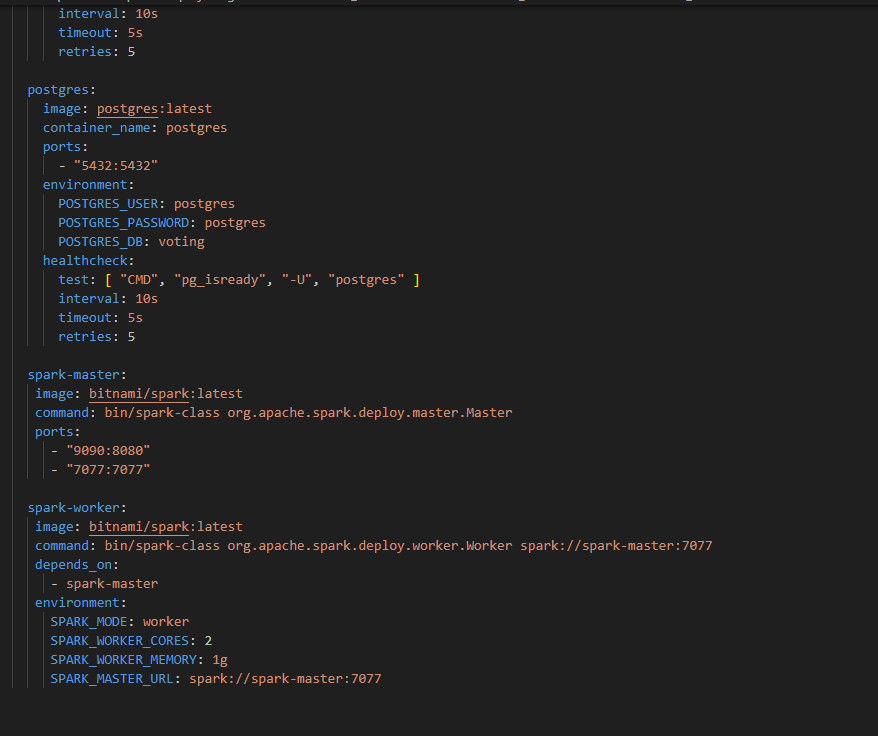 interval: 10s
timeout: 5s
retries: 5
postgres:
image: postgres:latest
container_name: postgres
ports:
- "5432:5432"
environment:
POSTGRES_USER: postgres
POSTGRES_PASSWORD: postgres
POSTGRES_DB: voting
healthcheck:
test: [ "CMD", "pg_isready", "-U", "postgres" ]
interval: 10s
timeout: 5s
retries: 5
spark-master:
image: bitnami/spark:latest
command: bin/spark-class org.apache.spark.deploy.master.Master
ports:
- "9090:8080"
- "7077:7077"
spark-worker:
image: bitnami/spark:latest
command: bin/spark-class org.apache.spark.deploy.worker.Worker spark://spark-master:7077
depends_on:
- spark-master
environment:
SPARK_MODE: worker
SPARK_WORKER_CORES: 2
SPARK_WORKER_MEMORY: 1g
SPARK_MASTER_URL: spark://spark-master:7077